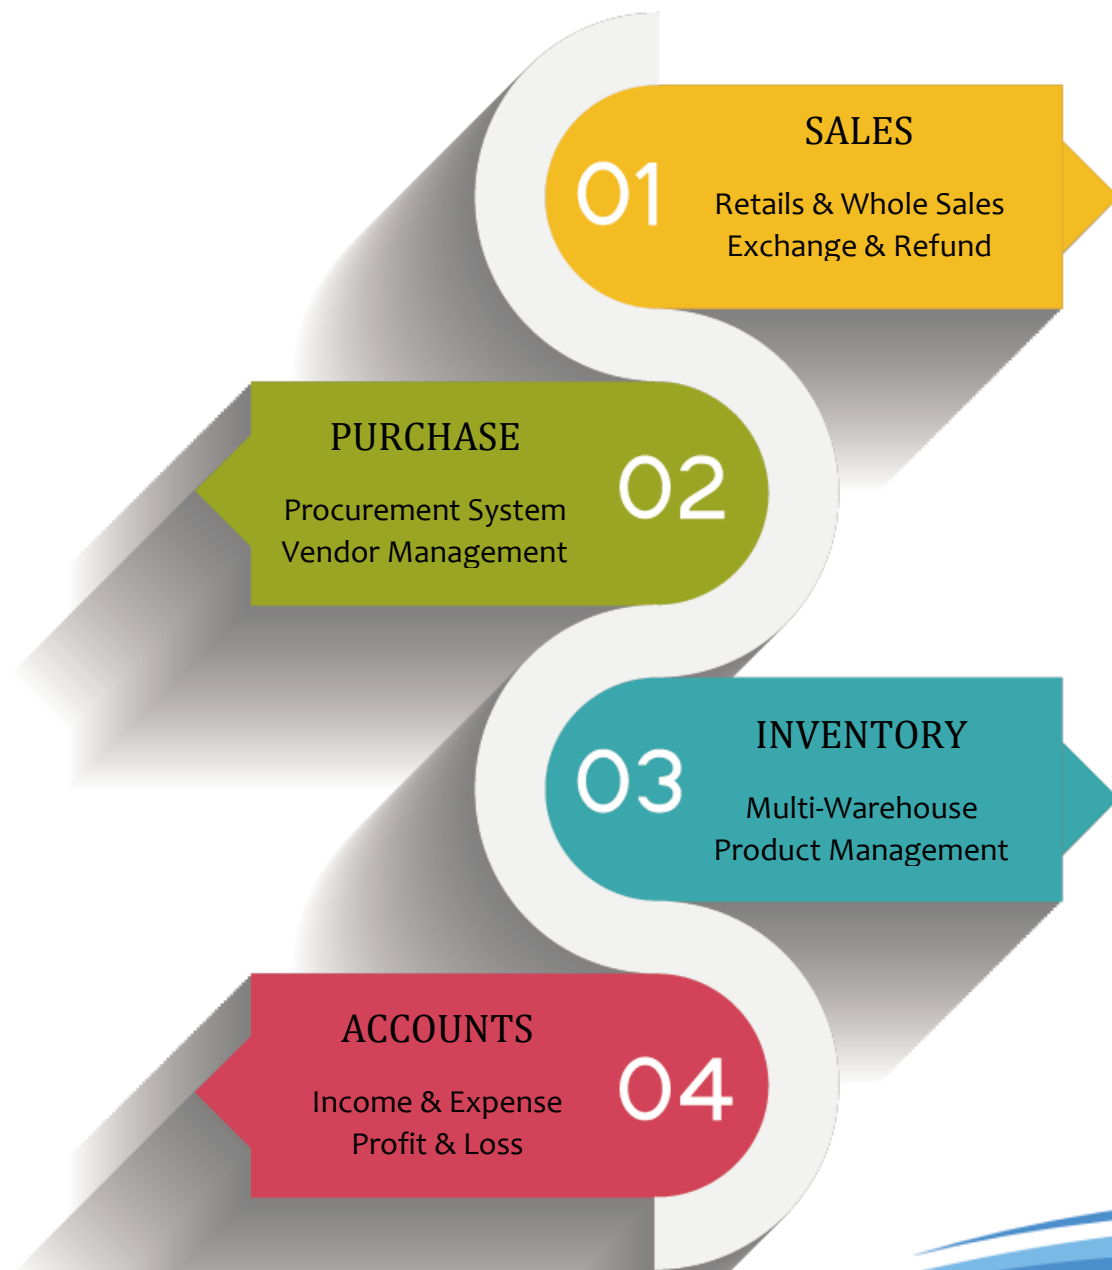 SALES
01
Retails & Whole Sales
Exchange & Refund
PURCHASE
02
Procurement System
Vendor Management
INVENTORY
03
Multi-Warehouse
Product Management
ACCOUNTS
04
Income & Expense
Profit & Loss